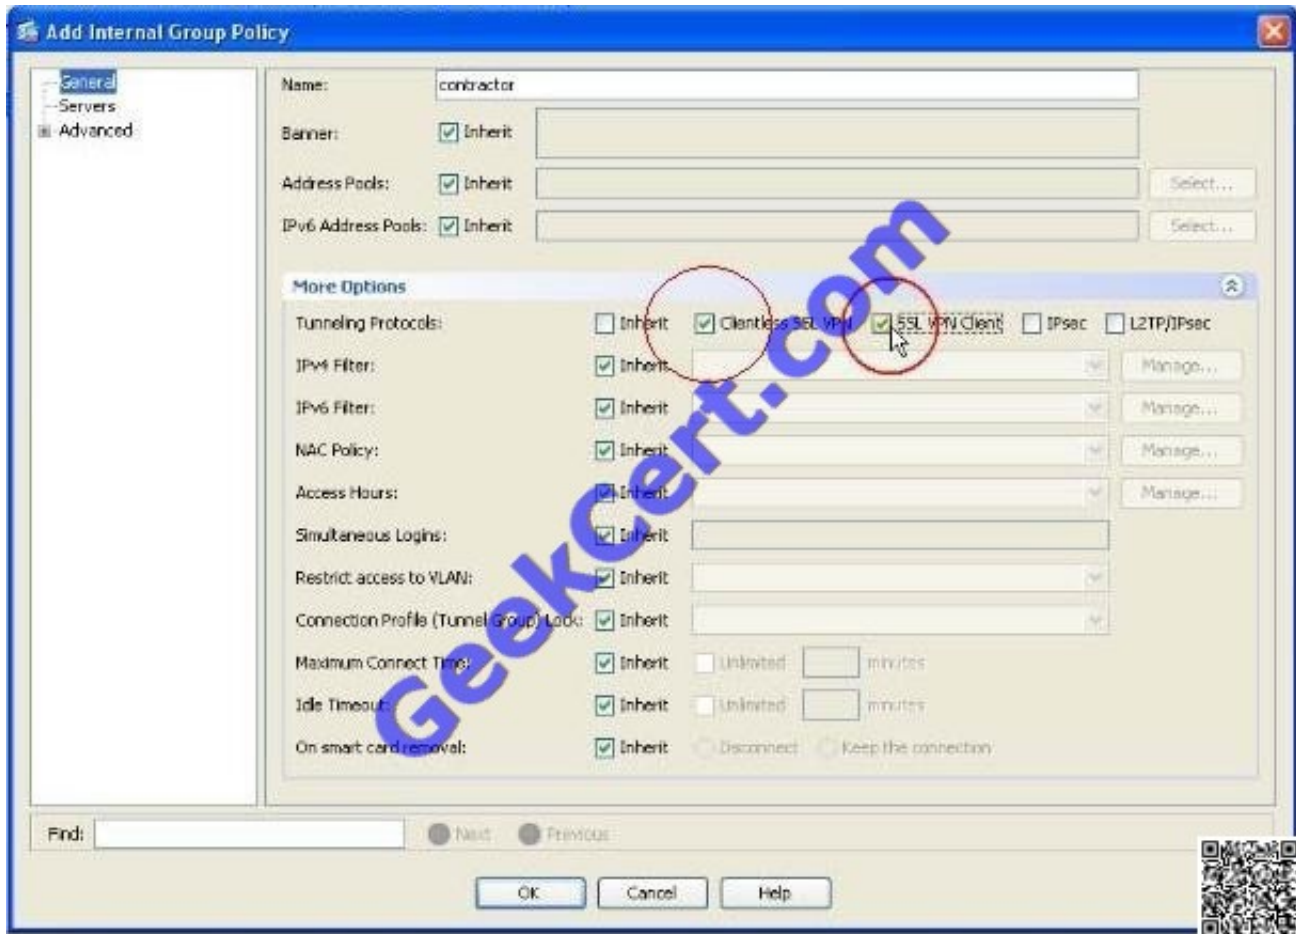 Add Internal Group Policy
General
Servers
Advanced
Name: contractor
Banner: Inherit
Address Pools: Inherit Select...
IPv6 Address Pools: Inherit Select...
More Options
Tunneling Protocols: Inherit Clientless SSL VPN SSL VPN Client IPsec L2TP/IPsec
IPv4 Filter: Inherit Manage...
IPv6 Filter: Inherit Manage...
NAC Policy: Inherit Manage...
Access Hours: Inherit Manage...
Simultaneous Logins: Inherit
Restrict access to VLAN: Inherit
Connection Profile (Tunnel Group) Lock: Inherit
Maximum Connect Time: Inherit Unlimited minutes
Idle Timeout: Inherit Unlimited minutes
On smart card removal: Inherit Disconnect Keep the connection
GeekCert.com
Find: Next Previous
OK Cancel Help